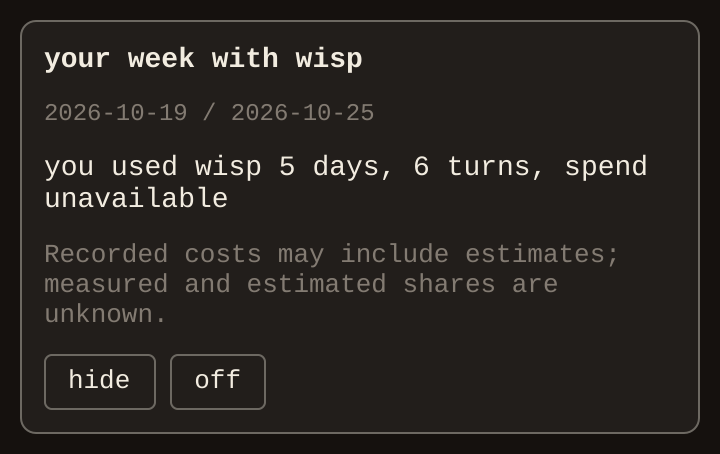 your week with wisp
2026-10-19 / 2026-10-25
you used wisp 5 days, 6 turns, spend
unavailable
Recorded costs may include estimates;
measured and estimated shares are
unknown.
hide off